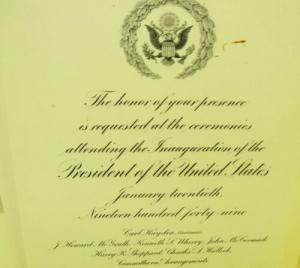 The honor of your presence
is requested at the ceremonies
attending the Inauguration of the
President of the United States
January twentieth,
Nineteen hundred forty-nine
Carl Hayden, Chairman
J. Howard McGrath, Kenneth S. Wherry, John McCormack,
Harry R. Sheppard, Charles A. Halleck,
Committee on Arrangements